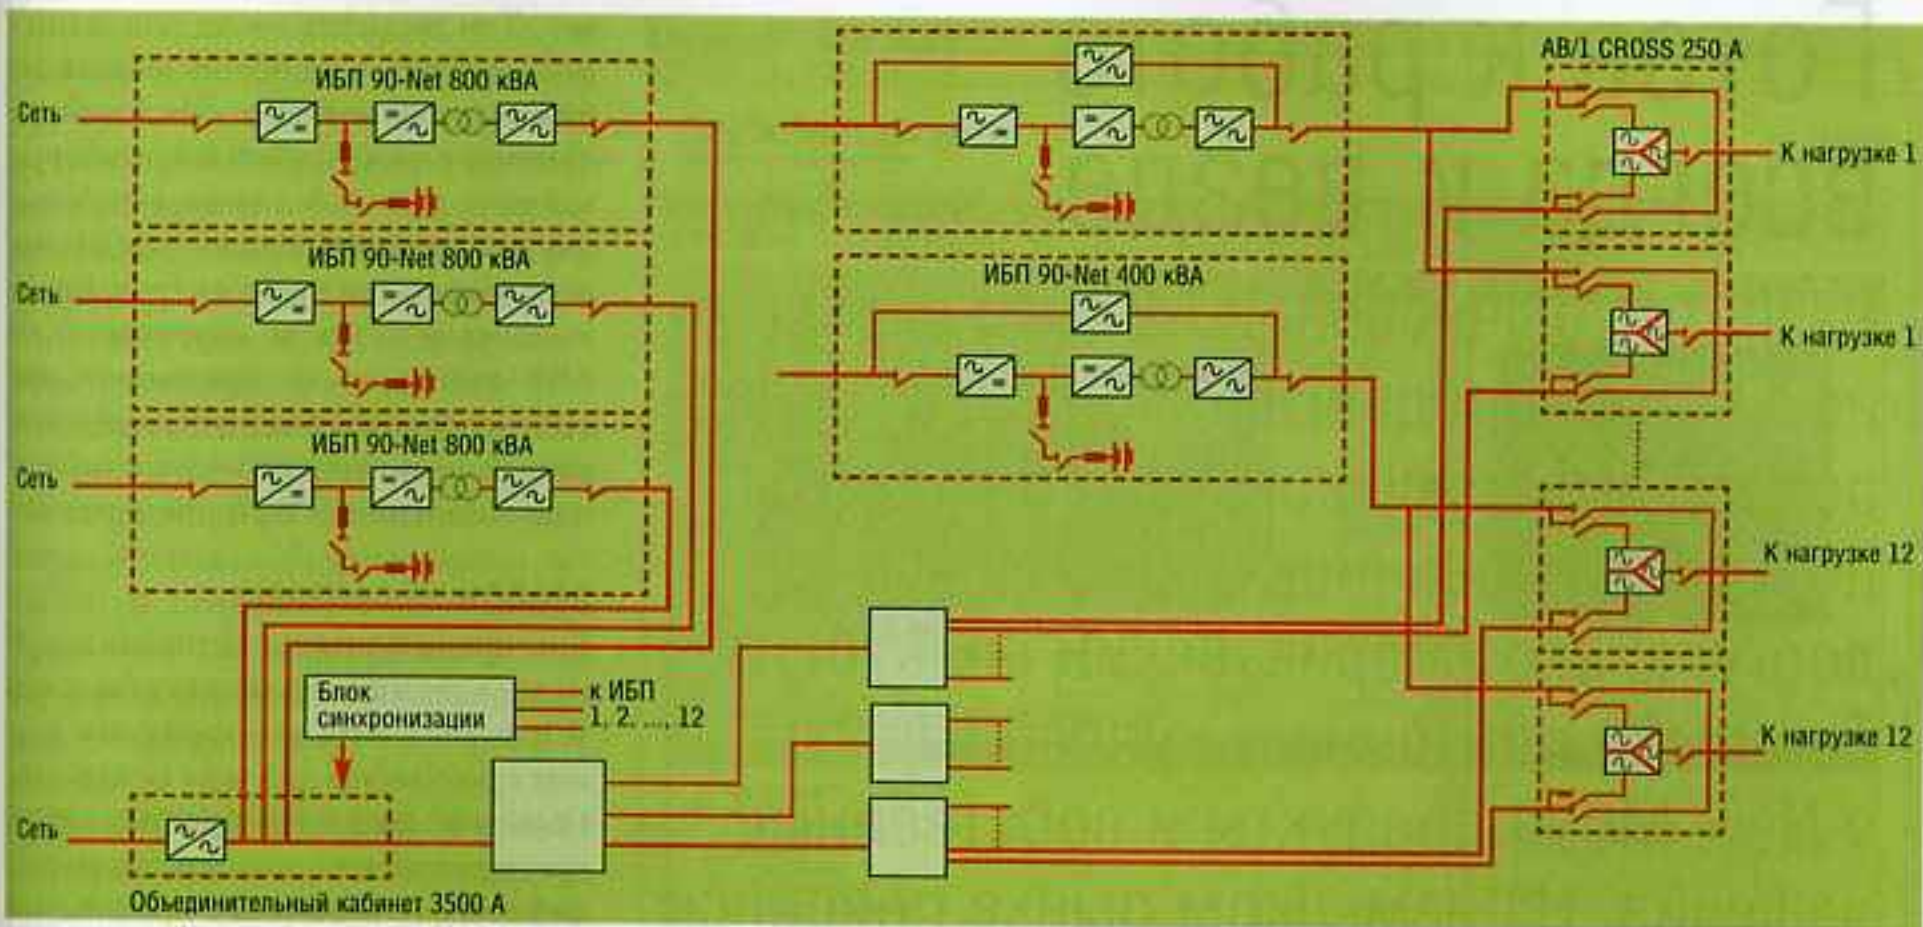 ИБП 90-Net 800 кВА
Сеть
ИБП 90-Net 800 кВА
Сеть
ИБП 90-Net 800 кВА
Сеть
Блок
синхронизации
к ИБП
1, 2, ..., 12
Сеть
Объединительный кабинет 3500 А
ИБП 90-Net 400 кВА
АВ/1 CROSS 250 А
К нагрузке 1
К нагрузке 1
К нагрузке 12
К нагрузке 12